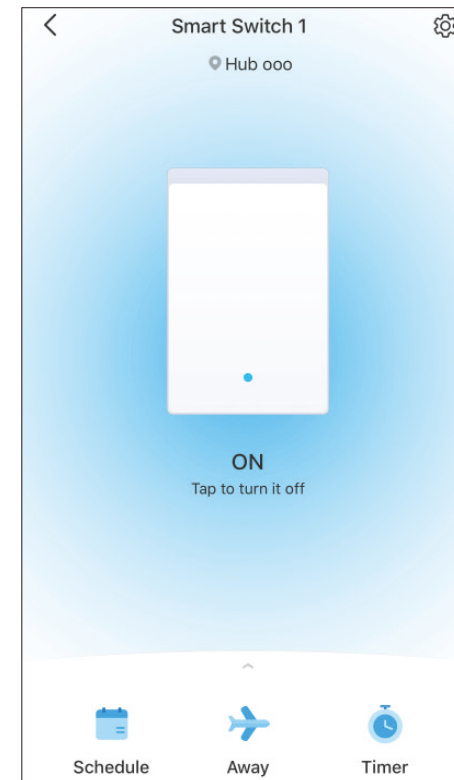 Smart Switch 1
Hub ooo
ON
Tap to turn it off
Schedule Away Timer